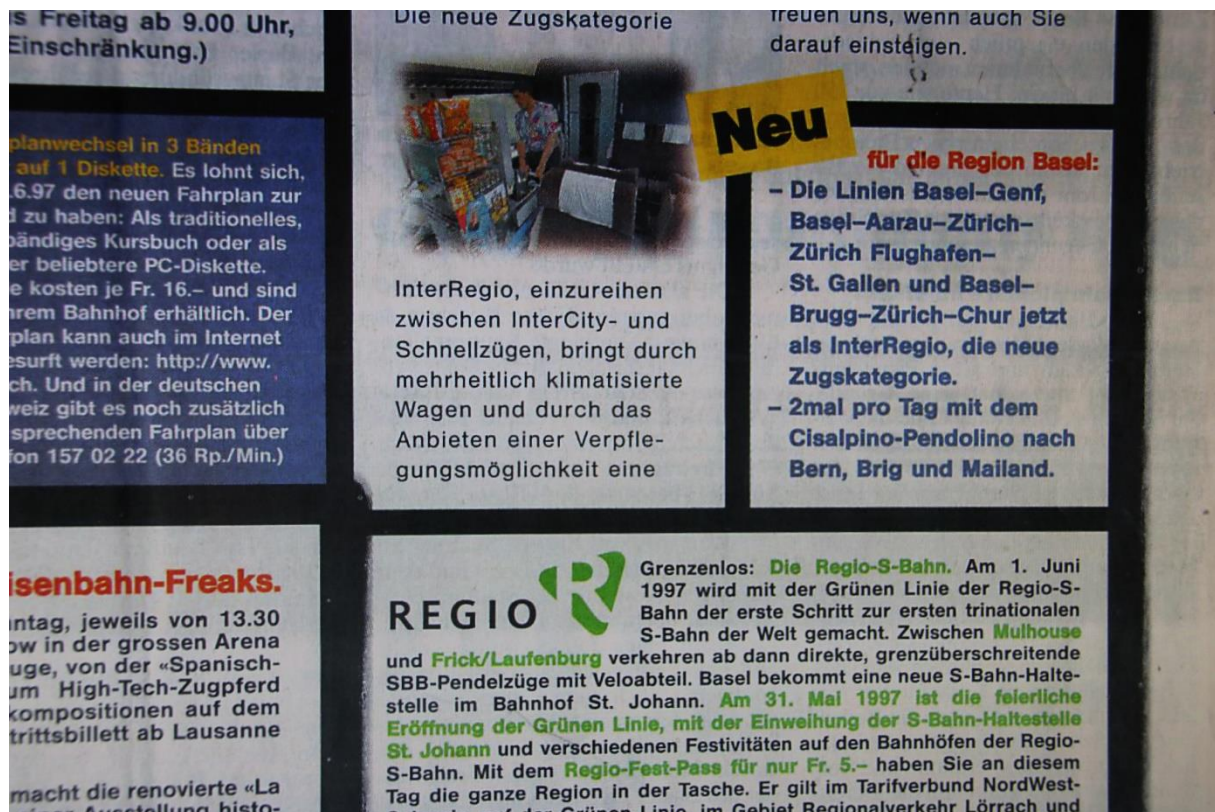 s Freitag ab 9.00 Uhr,
Einschränkung.)
planwechsel in 3 Bänden
auf 1 Diskette. Es lohnt sich,
.6.97 den neuen Fahrplan zur
d zu haben: Als traditionelles,
bändiges Kursbuch oder als
er beliebtere PC-Diskette.
e kosten je Fr. 16.– und sind
hrem Bahnhof erhältlich. Der
plan kann auch im Internet
esurft werden: http://www.
ch. Und in der deutschen
weiz gibt es noch zusätzlich
sprechenden Fahrplan über
fon 157 02 22 (36 Rp./Min.)
Die neue Zugskategorie
InterRegio, einzureihen
zwischen InterCity- und
Schnellzügen, bringt durch
mehrheitlich klimatisierte
Wagen und durch das
Anbieten einer Verpfle-
gungsmöglichkeit eine
freuen uns, wenn auch Sie
darauf einsteigen.
Neu
für die Region Basel:
– Die Linien Basel–Genf,
Basel–Aarau–Zürich–
Zürich Flughafen–
St. Gallen und Basel–
Brugg–Zürich–Chur jetzt
als InterRegio, die neue
Zugskategorie.
– 2mal pro Tag mit dem
Cisalpino-Pendolino nach
Bern, Brig und Mailand.
isenbahn-Freaks.
ntag, jeweils von 13.30
ow in der grossen Arena
uge, von der «Spanisch-
um High-Tech-Zugpferd
kompositionen auf dem
trittsbillett ab Lausanne
macht die renovierte «La
Ausstellung histo-
REGIO R
Grenzenlos: Die Regio-S-Bahn. Am 1. Juni
1997 wird mit der Grünen Linie der Regio-S-
Bahn der erste Schritt zur ersten trinationalen
S-Bahn der Welt gemacht. Zwischen Mulhouse
und Frick/Laufenburg verkehren ab dann direkte, grenzüberschreitende
SBB-Pendelzüge mit Veloabteil. Basel bekommt eine neue S-Bahn-Halte-
stelle im Bahnhof St. Johann. Am 31. Mai 1997 ist die feierliche
Eröffnung der Grünen Linie, mit der Einweihung der S-Bahn-Haltestelle
St. Johann und verschiedenen Festivitäten auf den Bahnhöfen der Regio-
S-Bahn. Mit dem Regio-Fest-Pass für nur Fr. 5.– haben Sie an diesem
Tag die ganze Region in der Tasche. Er gilt im Tarifverbund NordWest-
auf der Grünen Linie, im Gebiet Regionalverkehr Lörrach und